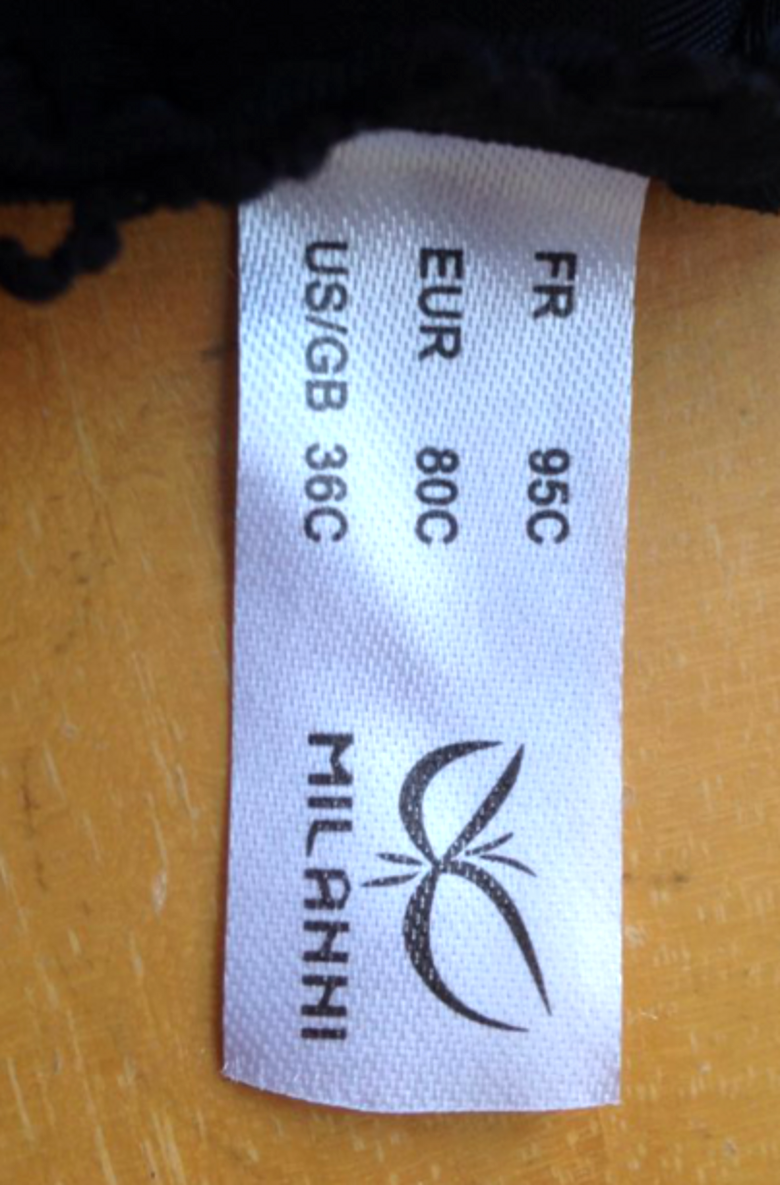 FR 95C
EUR 80C
US/GB 36C
MILANNI